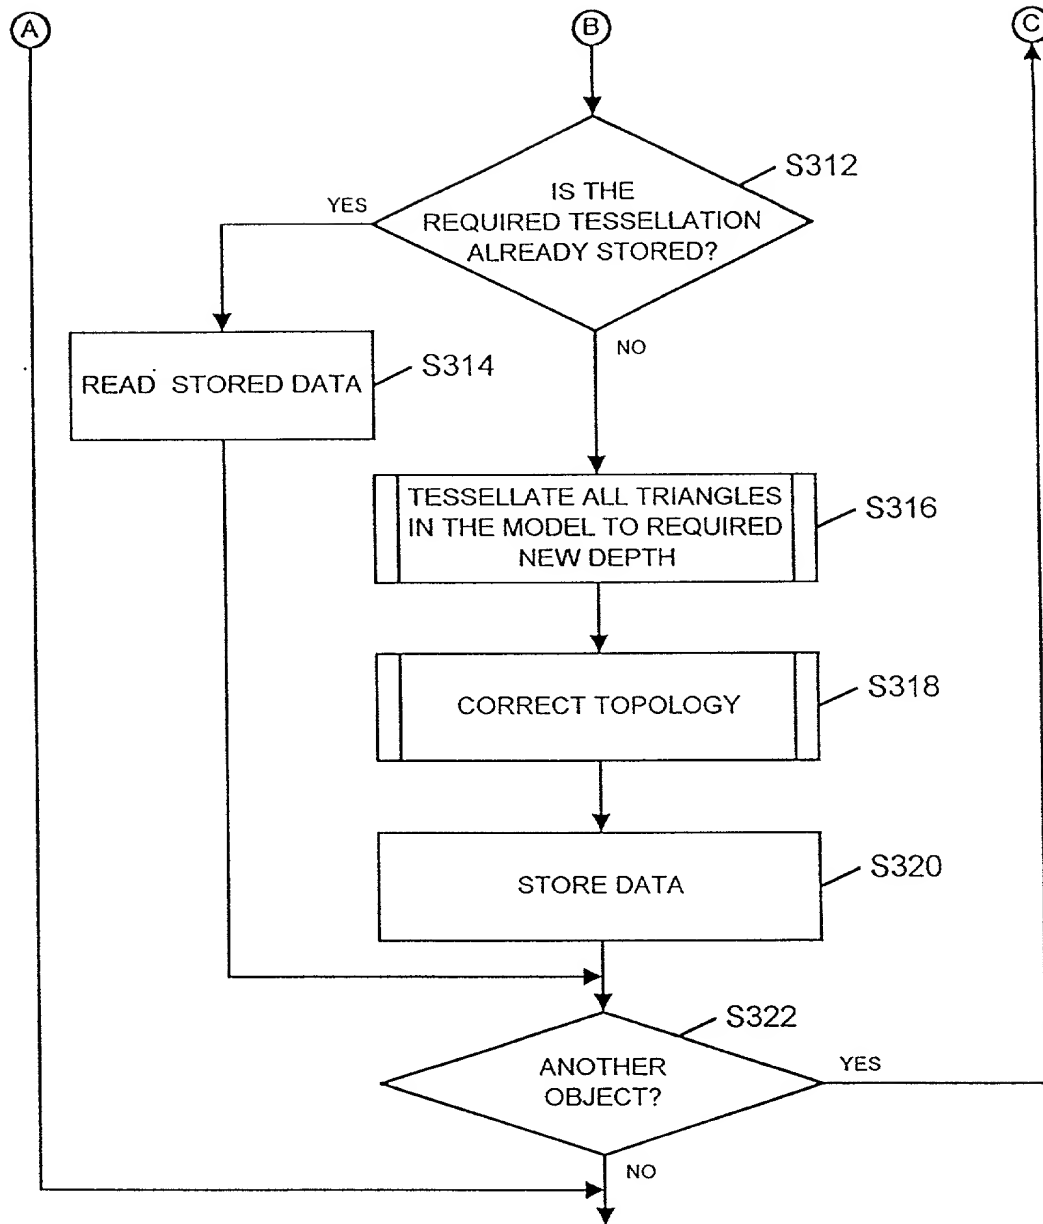 A
B
C
IS THE
REQUIRED TESSELLATION
ALREADY STORED?
S312
YES
NO
READ STORED DATA
S314
TESSELLATE ALL TRIANGLES
IN THE MODEL TO REQUIRED
NEW DEPTH
S316
CORRECT TOPOLOGY
S318
STORE DATA
S320
S322
ANOTHER
OBJECT?
YES
NO